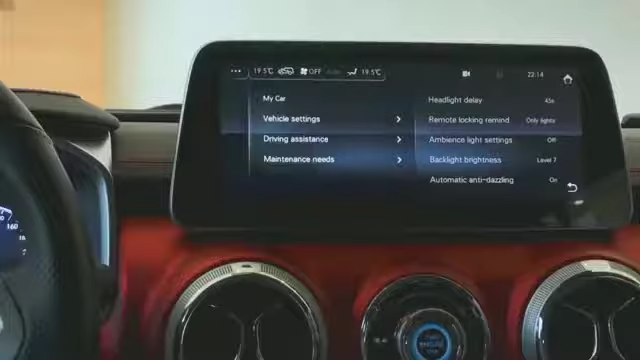 19.5℃ OFF AUTO 19.5℃ 22:14
My Car
Vehicle settings
Driving assistance
Maintenance needs
Headlight delay 45s
Remote locking remind Only lights
Ambience light settings Off
Backlight brightness Level 7
Automatic anti-dazzling On
160